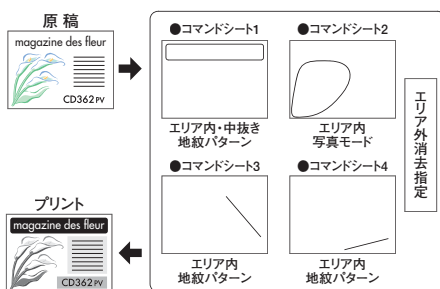 原稿
magazine des fleur
CD362PV
●コマンドシート1
エリア内・中抜き
地紋パターン
●コマンドシート2
エリア内
写真モード
●コマンドシート3
エリア内
地紋パターン
●コマンドシート4
エリア内
地紋パターン
エリア外消去指定
プリント
magazine des fleur
CD362PV